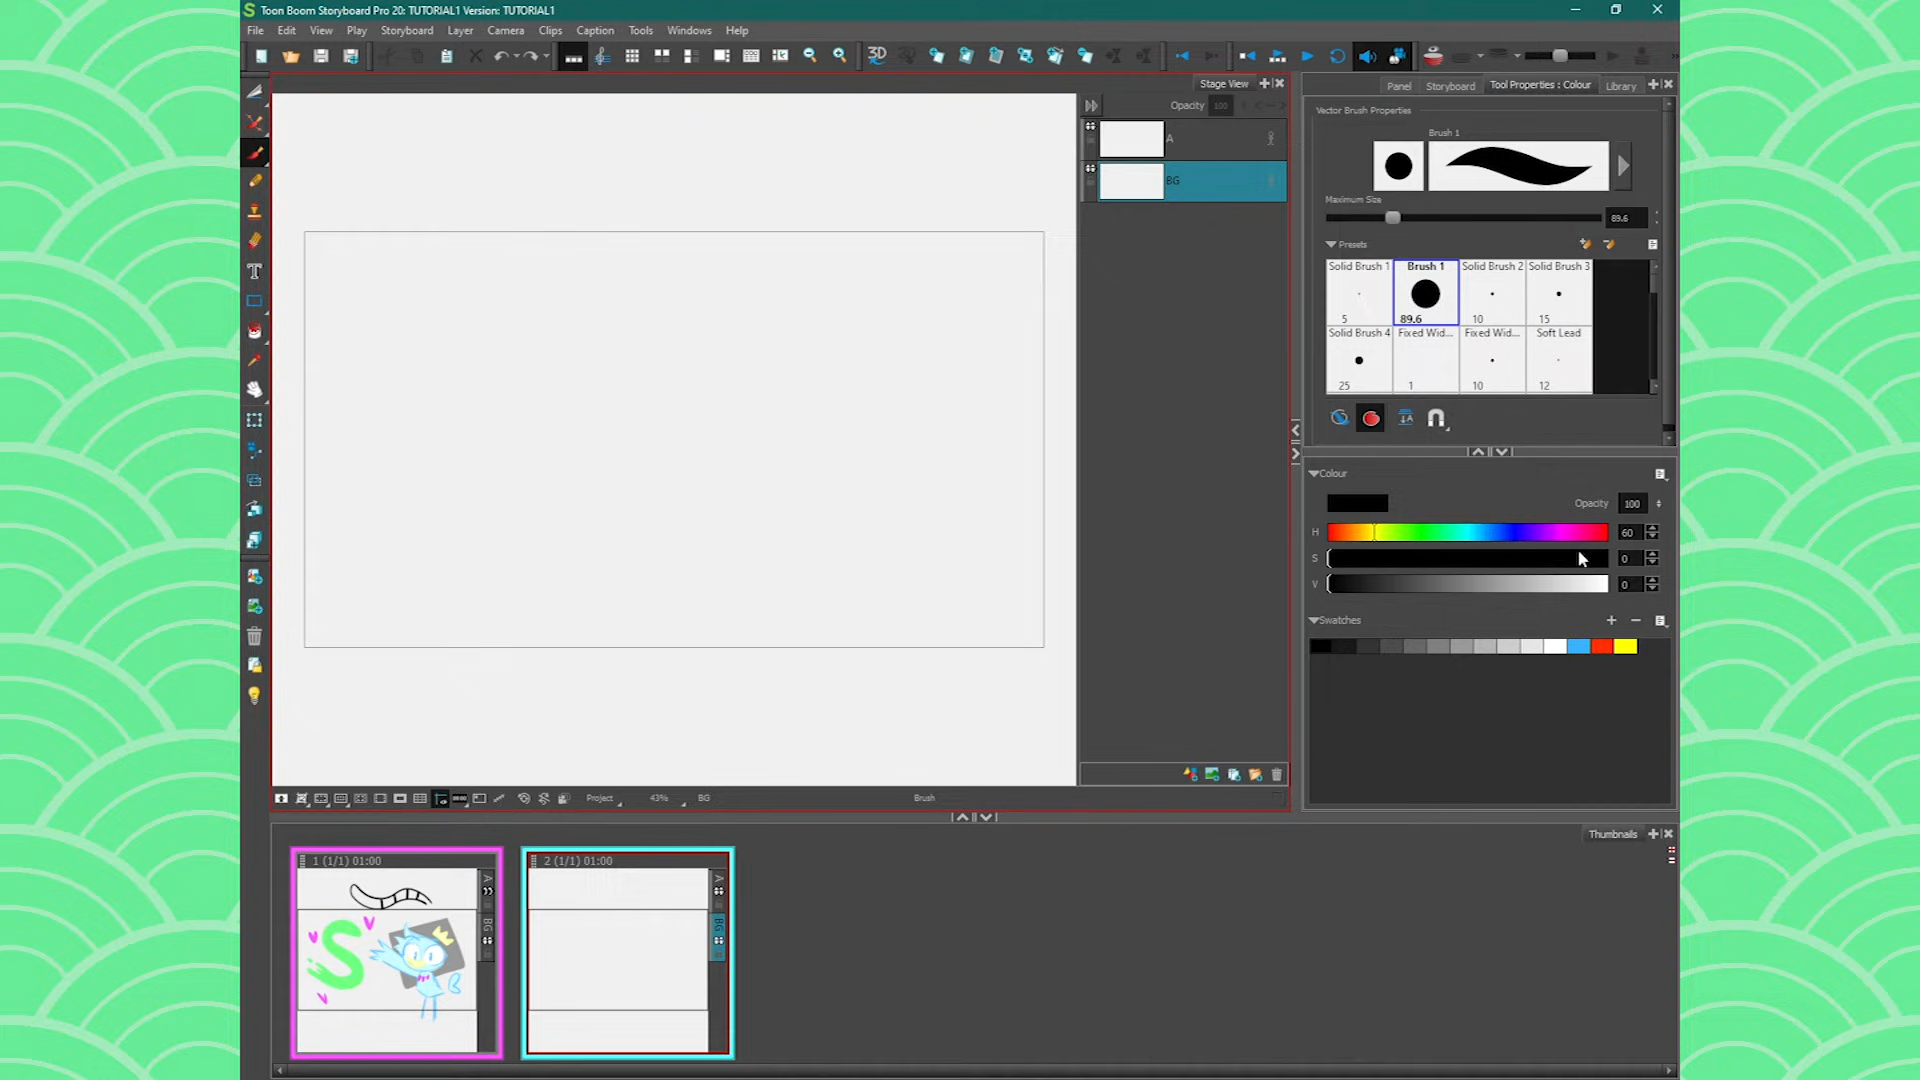 Toon Boom Storyboard Pro 20: TUTORIAL1 Version: TUTORIAL1
File Edit View Play Storyboard Layer Camera Clips Caption Tools Windows Help
3D
Stage View
Panel Storyboard Tool Properties : Colour Library
Opacity 100
Vector Brush Properties
Brush 1
A
BG
Maximum Size
89.6
Presets
Solid Brush 1 Brush 1 Solid Brush 2 Solid Brush 3
5 89.6 10 15
Solid Brush 4 Fixed Wid... Fixed Wid... Soft Lead
25 1 10 12
Colour
Opacity 100
H 60
S 0
V 0
Swatches
Project 43% BG Brush
Thumbnails
1 (1/1) 01:00
2 (1/1) 01:00
A
BG
A
BG
S